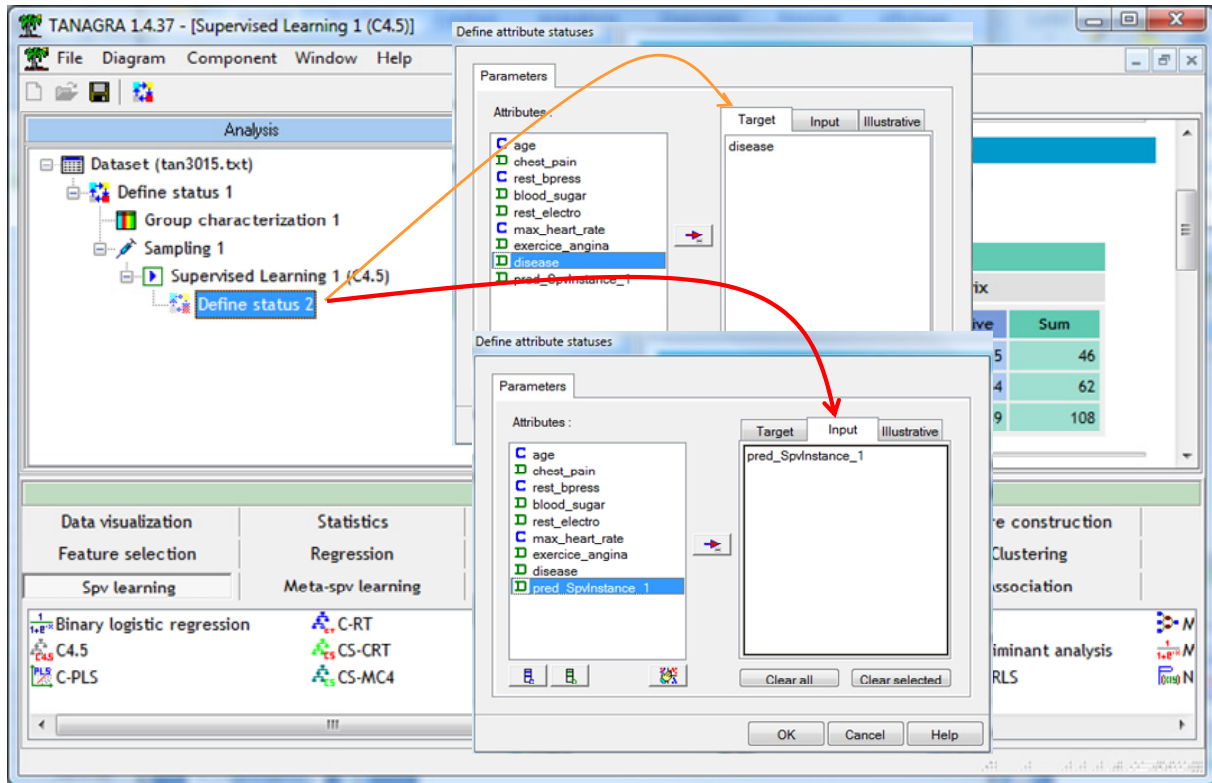 TANAGRA 1.4.37 - [Supervised Learning 1 (C4.5)]
File Diagram Component Window Help
Analysis
Dataset (tan3015.txt)
Define status 1
Group characterization 1
Sampling 1
Supervised Learning 1 (C4.5)
Define status 2
Define attribute statuses
Parameters
Attributes :
age
chest_pain
rest_bpress
blood_sugar
rest_electro
max_heart_rate
exercice_angina
disease
pred_SpvInstance_1
Target Input Illustrative
disease
ix
ive Sum
5 46
4 62
9 108
Define attribute statuses
Parameters
Attributes :
age
chest_pain
rest_bpress
blood_sugar
rest_electro
max_heart_rate
exercice_angina
disease
pred_SpvInstance_1
Target Input Illustrative
pred_SpvInstance_1
Clear all Clear selected
OK Cancel Help
Data visualization Statistics e construction
Feature selection Regression Clustering
Spv learning Meta-spv learning ssociation
Binary logistic regression C-RT N
C4.5 CS-CRT iminant analysis N
C-PLS CS-MC4 RLS N